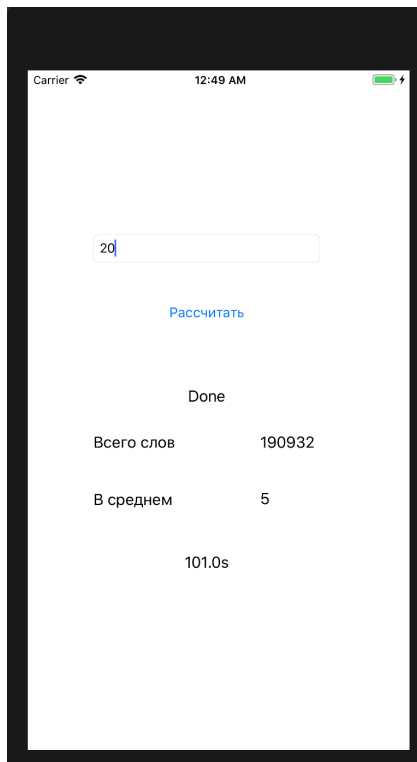 Carrier 12:49 AM
20
Рассчитать
Done
Всего слов 190932
В среднем 5
101.0s